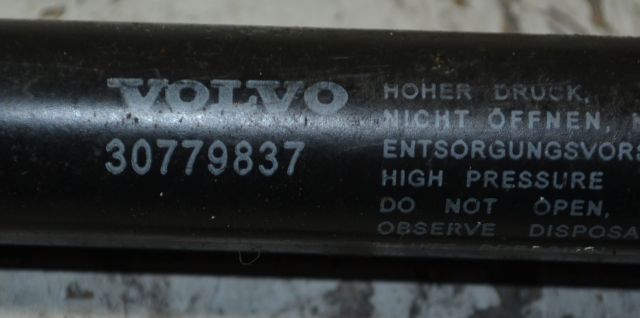 VOLVO
30779837
HOHER DRUCK,
NICHT ÖFFNEN,
ENTSORGUNGSVORS
HIGH PRESSURE
DO NOT OPEN,
OBSERVE DISPOSA